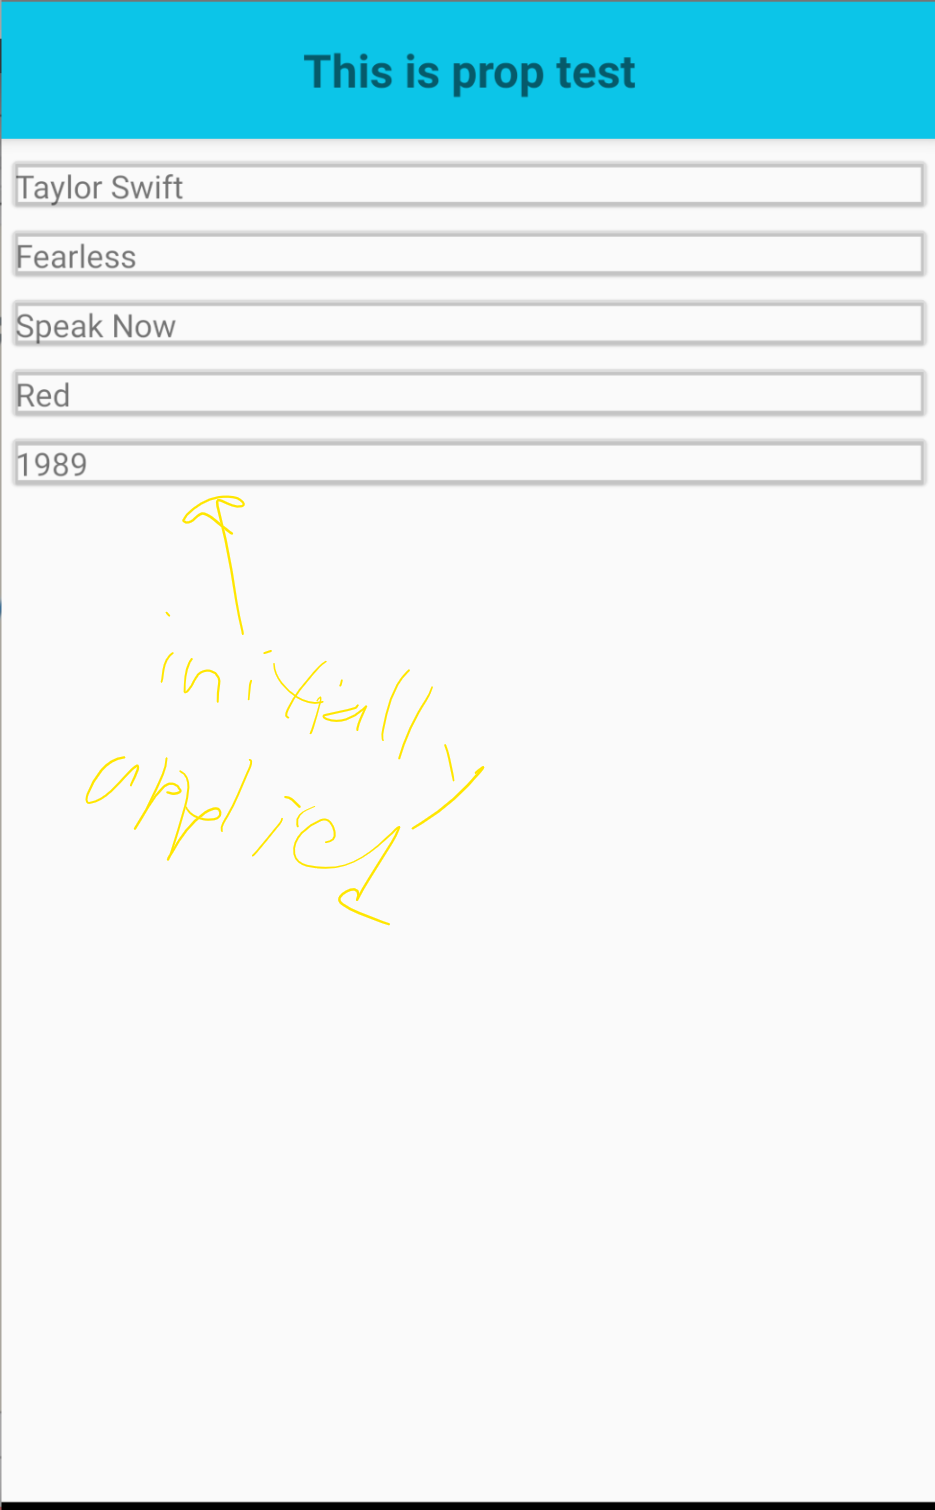 This is prop test
Taylor Swift
Fearless
Speak Now
Red
1989
initially
applied